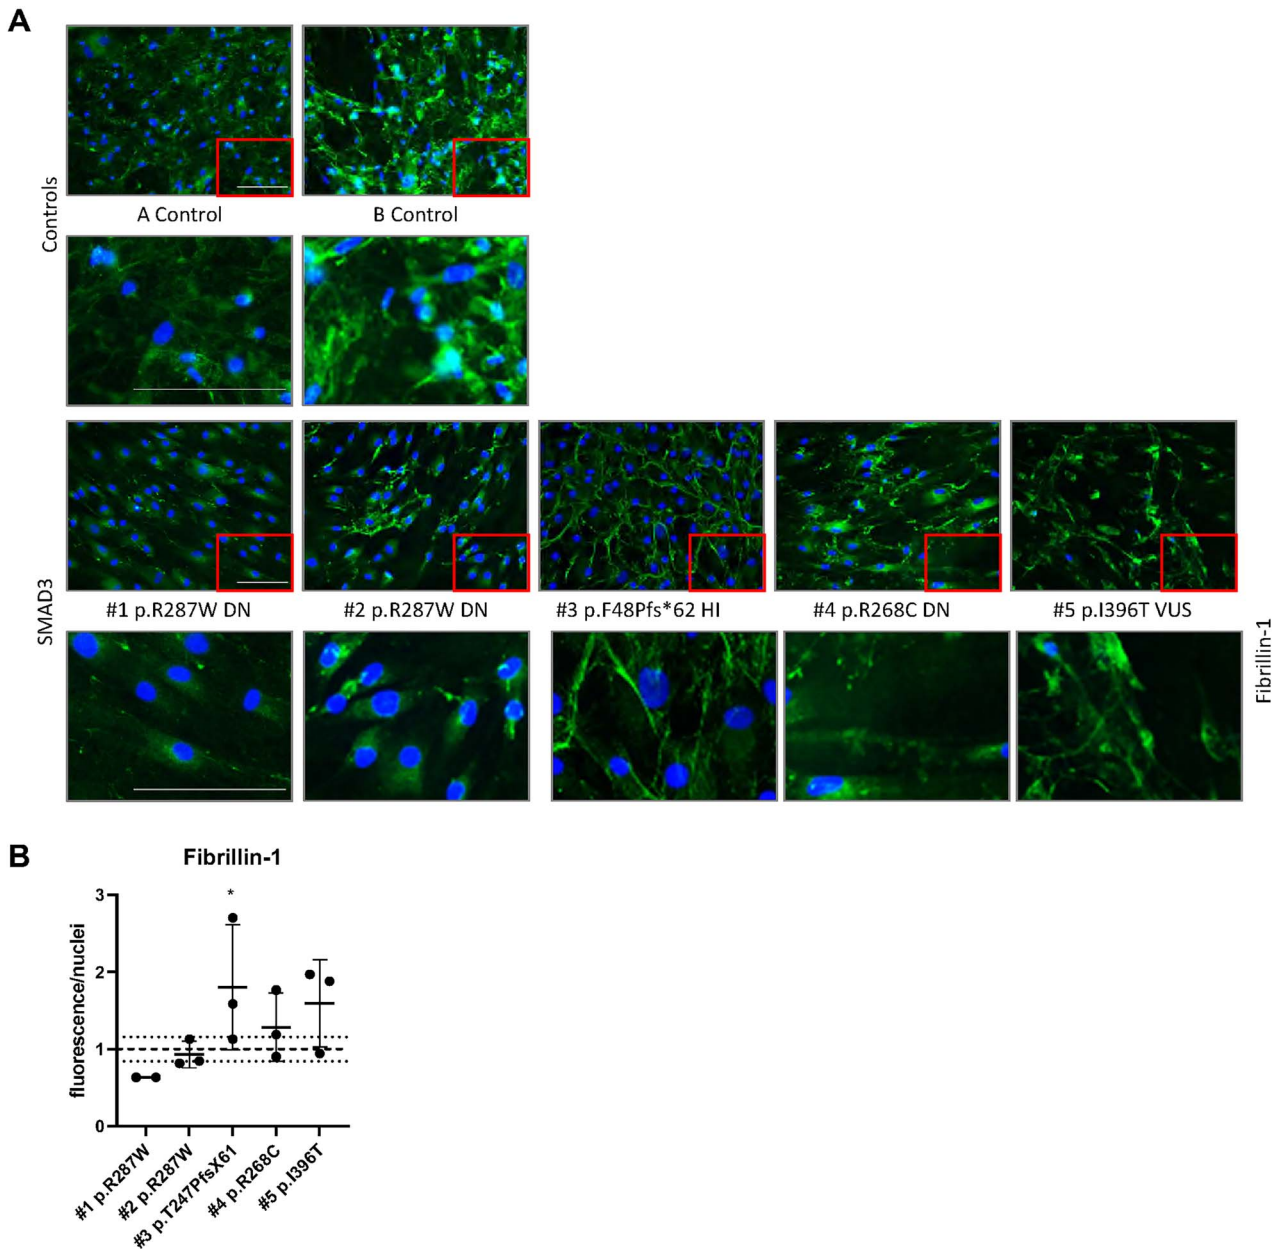 A
Controls
A Control
B Control
SMAD3
#1 p.R287W DN
#2 p.R287W DN
#3 p.F48Pfs*62 HI
#4 p.R268C DN
#5 p.I396T VUS
Fibrillin-1
B
Fibrillin-1
*
fluorescence/nuclei
3
2
1
0
#1 p.R287W
#2 p.R287W
#3 p.T247PfsX61
#4 p.R268C
#5 p.I396T